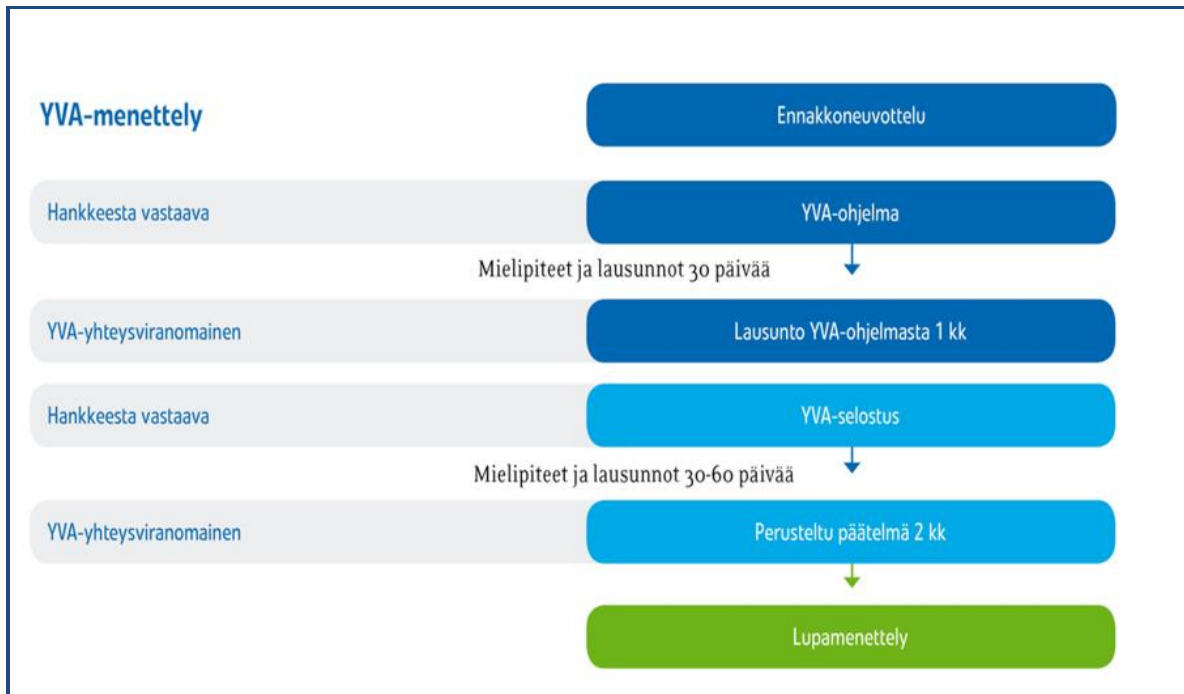 YVA-menettely
Ennakkoneuvottelu
Hankkeesta vastaava
YVA-ohjelma
Mielipiteet ja lausunnot 30 päivää
YVA-yhteysviranomainen
Lausunto YVA-ohjelmasta 1 kk
Hankkeesta vastaava
YVA-selostus
Mielipiteet ja lausunnot 30-60 päivää
YVA-yhteysviranomainen
Perusteltu päätelmä 2 kk
Lupamenettely